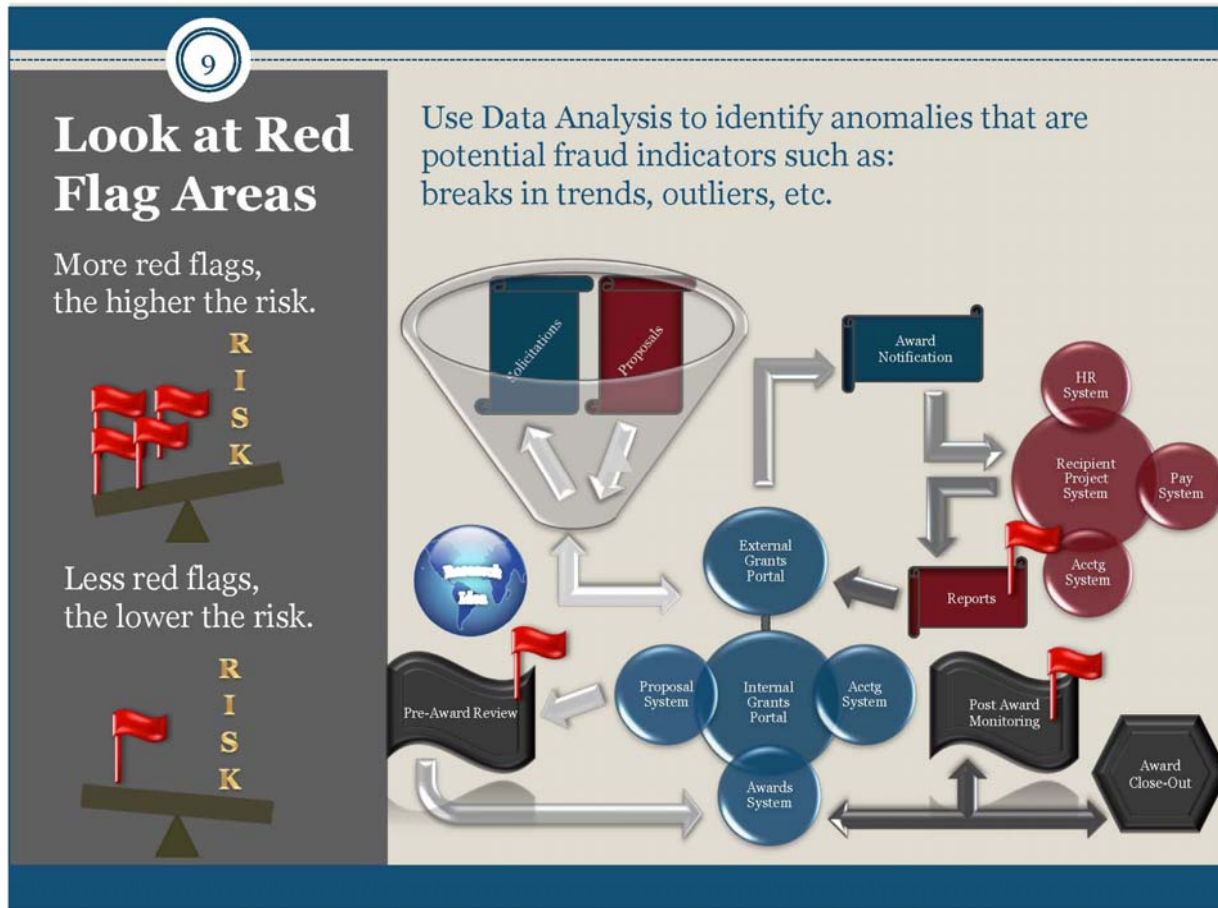 9
Look at Red
Flag Areas
More red flags,
the higher the risk.
R
I
S
K
Less red flags,
the lower the risk.
R
I
S
K
Use Data Analysis to identify anomalies that are
potential fraud indicators such as:
breaks in trends, outliers, etc.
Solicitations
Proposals
Award
Notification
HR
System
Recipient
Project
System
Pay
System
Acctg
System
Reports
External
Grants
Portal
Research
Idea
Pre-Award Review
Proposal
System
Internal
Grants
Portal
Acctg
System
Awards
System
Post Award
Monitoring
Award
Close-Out